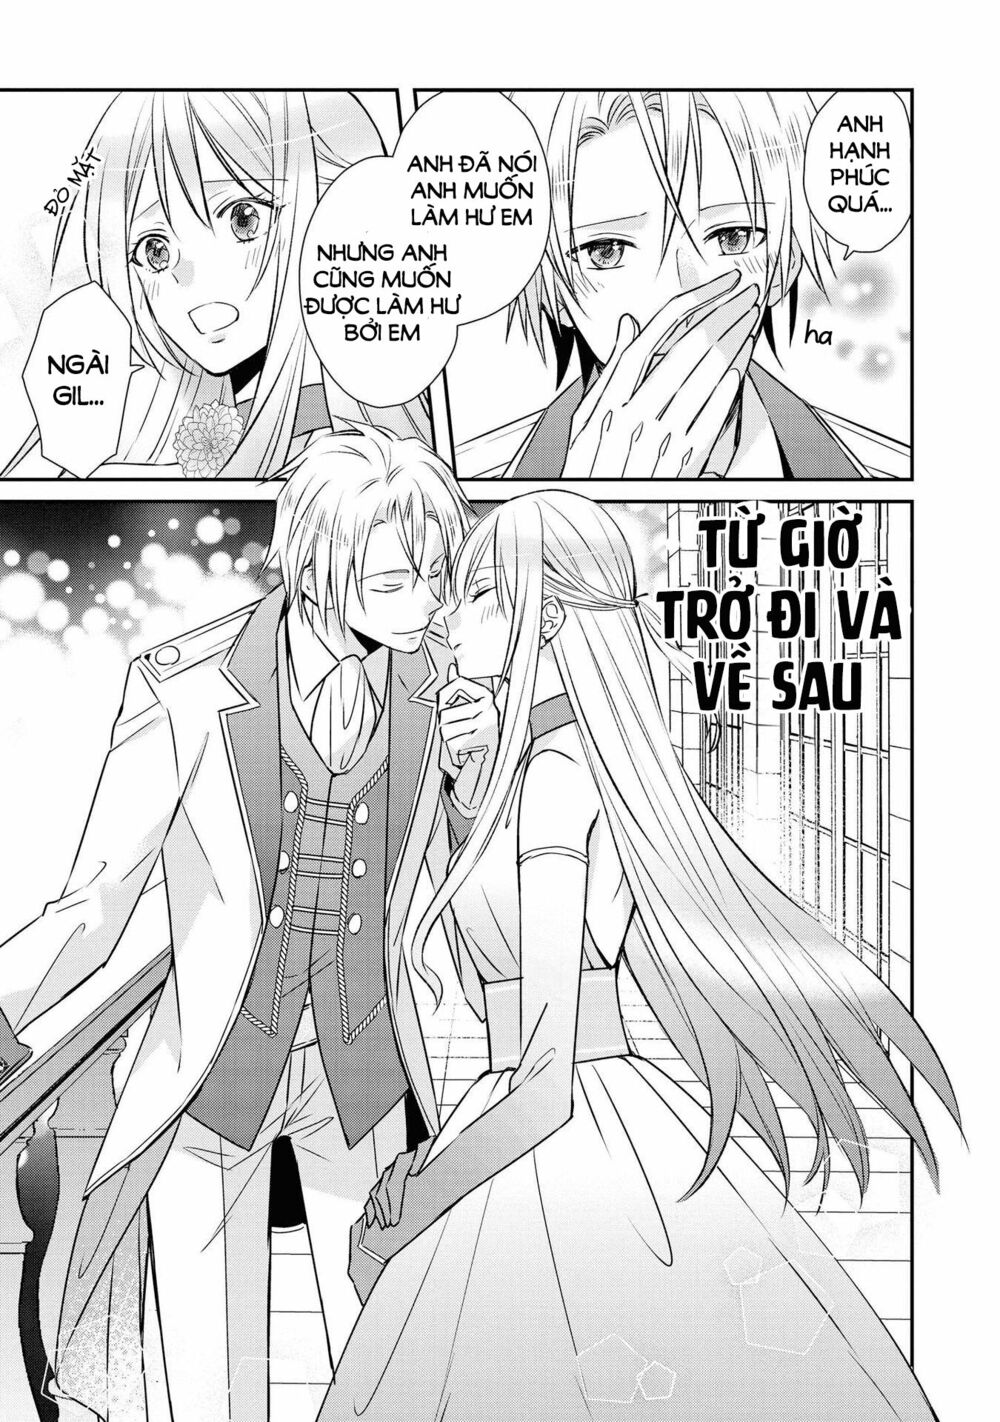 ANH
HẠNH
PHÚC
QUÁ...
ha
ANH ĐÃ NÓI
ANH MUỐN
LÀM HƯ EM
NHƯNG ANH
CŨNG MUỐN
ĐƯỢC LÀM HƯ
BỞI EM
ĐỎ MẶT
NGÀI
GIL...
TỪ GIỜ
TRỞ ĐI VÀ
VỀ SAU